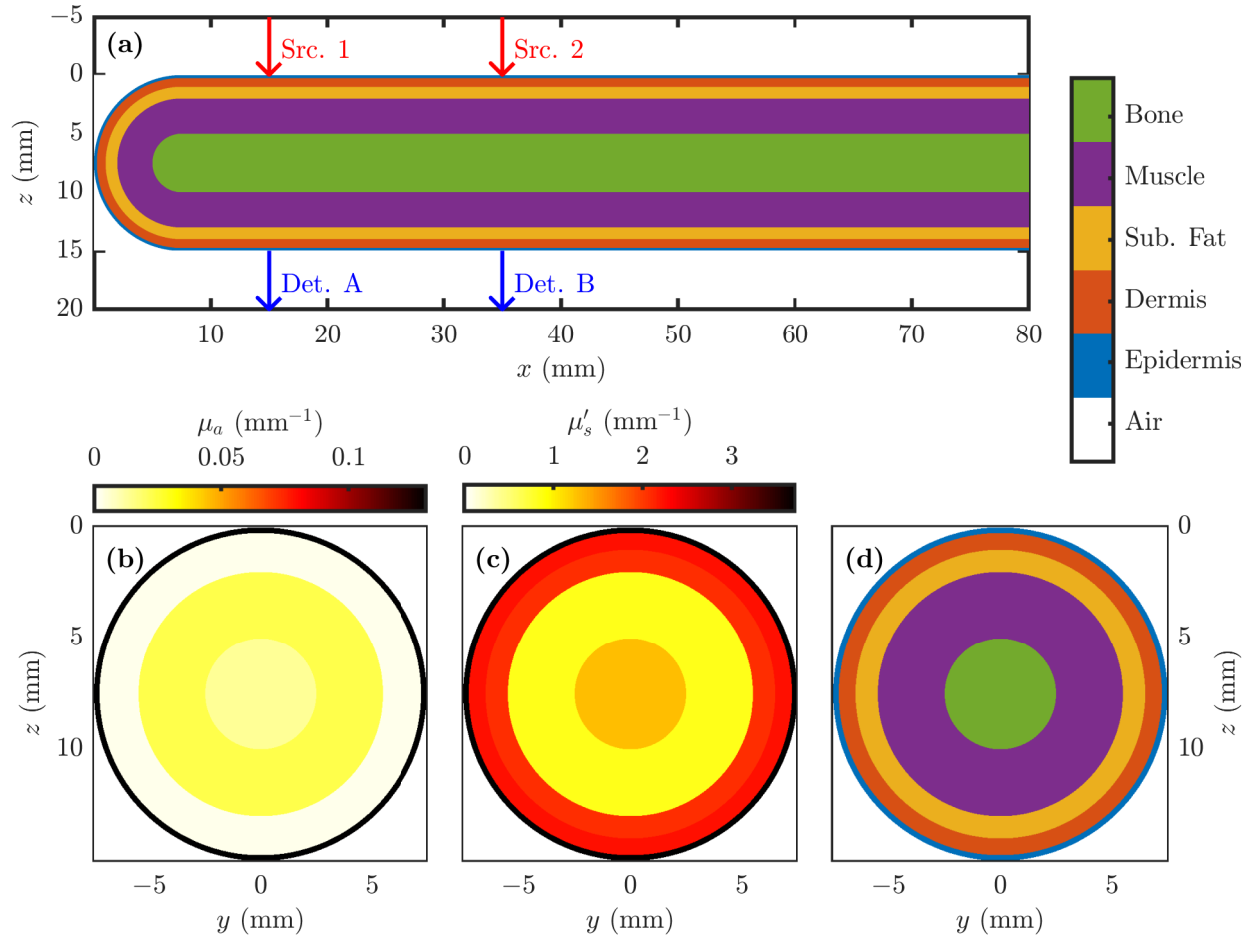 −5
0
5
10
15
20
z (mm)
(a)
Src. 1
Src. 2
Det. A
Det. B
10
20
30
40
50
60
70
80
x (mm)
Bone
Muscle
Sub. Fat
Dermis
Epidermis
Air
μa (mm−1)
0
0.05
0.1
μ′s (mm−1)
0
1
2
3
(b)
0
5
10
z (mm)
−5
0
5
y (mm)
(c)
−5
0
5
y (mm)
(d)
0
5
10
z (mm)
−5
0
5
y (mm)